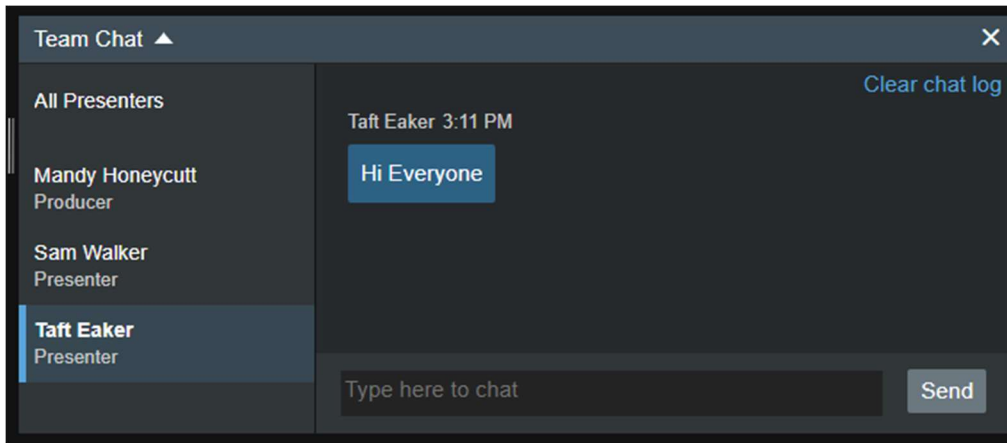 Team Chat
All Presenters
Mandy Honeycutt
Producer
Sam Walker
Presenter
Taft Eaker
Presenter
Clear chat log
Taft Eaker 3:11 PM
Hi Everyone
Type here to chat
Send